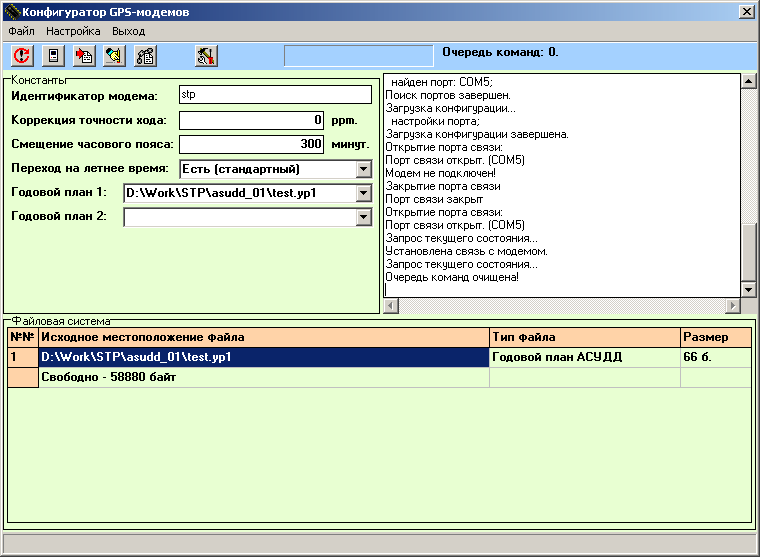 Конфигуратор GPS-модемов
Файл Настройка Выход
Очередь команд: 0.
Константы
Идентификатор модема: stp
Коррекция точности хода: 0 ppm.
Смещение часового пояса: 300 минут.
Переход на летнее время: Есть (стандартный)
Годовой план 1: D:\Work\STP\asudd_01\test.yp1
Годовой план 2:
найден порт: COM5;
Поиск портов завершен.
Загрузка конфигурации...
настройки порта;
Загрузка конфигурации завершена.
Открытие порта связи:
Порт связи открыт. (COM5)
Модем не подключен!
Закрытие порта связи
Порт связи закрыт
Открытие порта связи:
Порт связи открыт. (COM5)
Запрос текущего состояния...
Установлена связь с модемом.
Запрос текущего состояния...
Очередь команд очищена!
Файловая система
№№ Исходное местоположение файла Тип файла Размер
1 D:\Work\STP\asudd_01\test.yp1 Годовой план АСУДД 66 б.
Свободно - 58880 байт